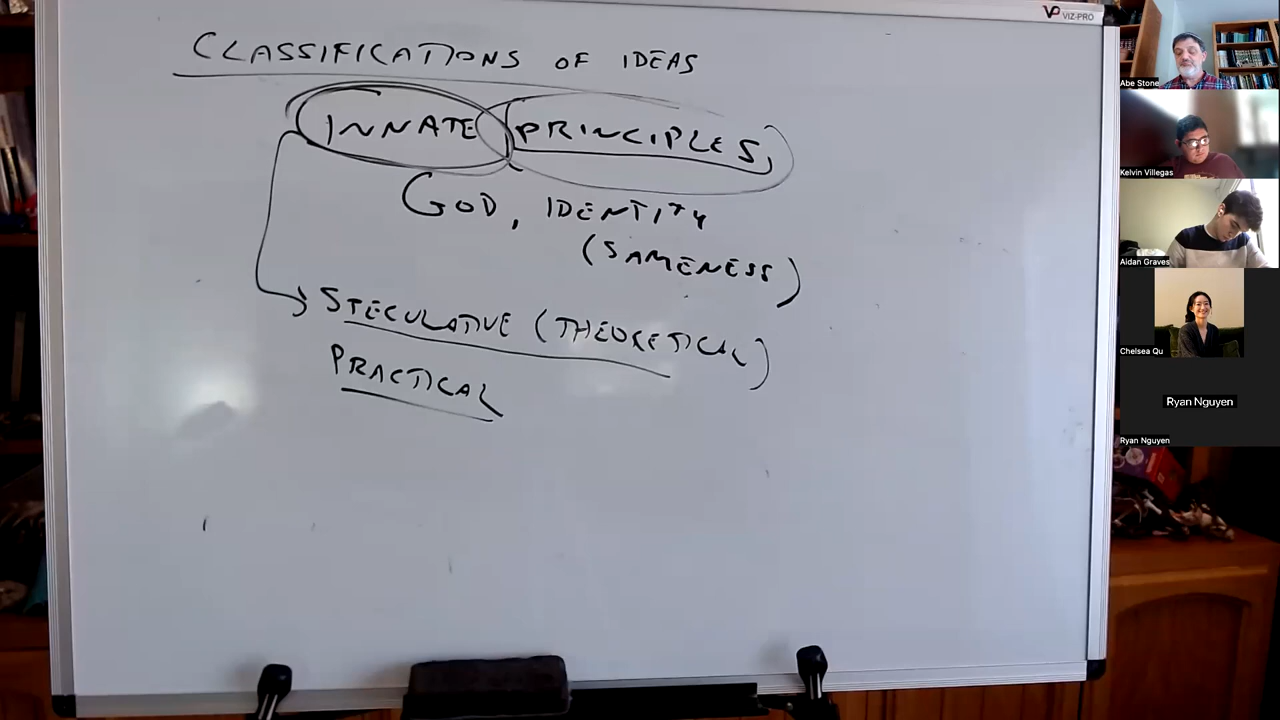 VP VIZ-PRO
CLASSIFICATIONS OF IDEAS
INNATE PRINCIPLES,
GOD, IDENTITY
(SAMENESS)
SPECULATIVE (THEORETICAL)
PRACTICAL
Abe Stone
Kelvin Villegas
Aidan Graves
Chelsea Qu
Ryan Nguyen
Ryan Nguyen